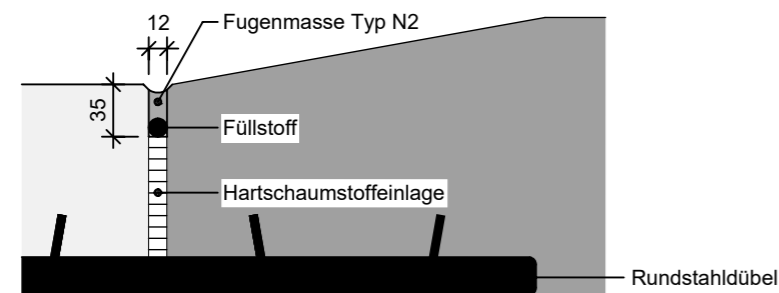 12
Fugenmasse Typ N2
35
Füllstoff
Hartschaumstoffeinlage
Rundstahldübel